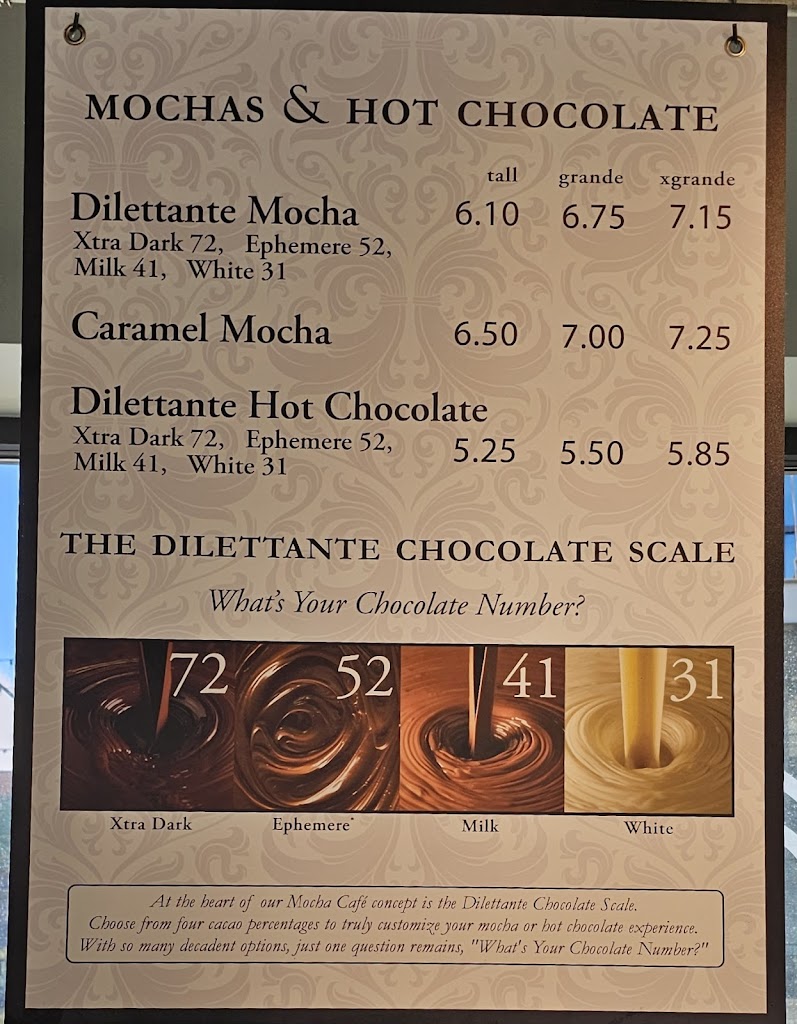 MOCHAS & HOT CHOCOLATE
tall grande xgrande
Dilettante Mocha 6.10 6.75 7.15
Xtra Dark 72, Ephemere 52,
Milk 41, White 31
Caramel Mocha 6.50 7.00 7.25
Dilettante Hot Chocolate
Xtra Dark 72, Ephemere 52,
Milk 41, White 31 5.25 5.50 5.85
THE DILETTANTE CHOCOLATE SCALE
What's Your Chocolate Number?
72 52 41 31
Xtra Dark Ephemere* Milk White
At the heart of our Mocha Café concept is the Dilettante Chocolate Scale.
Choose from four cacao percentages to truly customize your mocha or hot chocolate experience.
With so many decadent options, just one question remains, "What's Your Chocolate Number?"